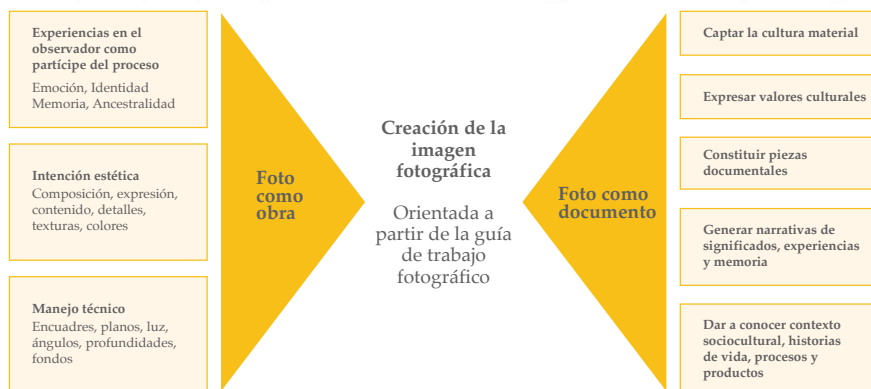 Experiencias en el
observador como
partícipe del proceso
Emoción, Identidad
Memoria, Ancestralidad
Intención estética
Composición, expresión,
contenido, detalles,
texturas, colores
Manejo técnico
Encuadres, planos, luz,
ángulos, profundidades,
fondos
Foto
como
obra
Creación de la
imagen
fotográfica
Orientada a
partir de la guía
de trabajo
fotográfico
Foto como
documento
Captar la cultura material
Expresar valores culturales
Constituir piezas
documentales
Generar narrativas de
significados, experiencias
y memoria
Dar a conocer contexto
sociocultural, historias
de vida, procesos y
productos